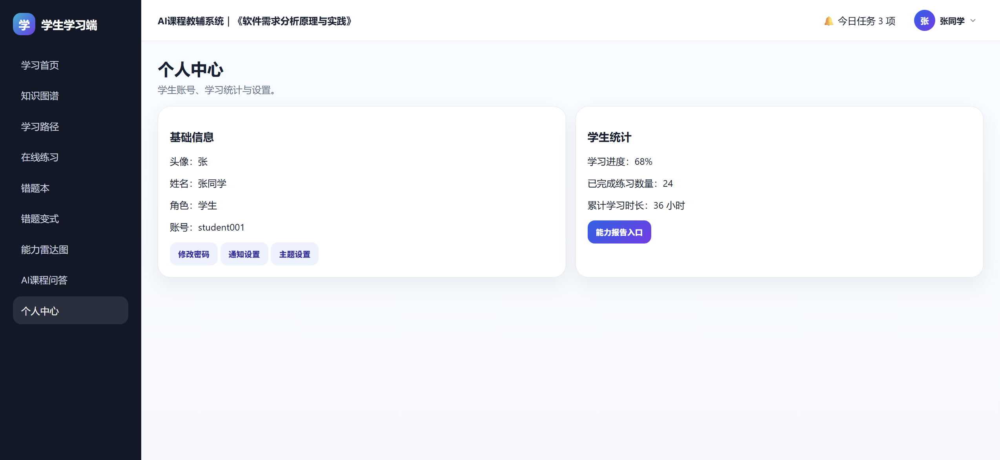 学 学生学习端
学习首页
知识图谱
学习路径
在线练习
错题本
错题变式
能力雷达图
AI课程问答
个人中心
AI课程教辅系统 | 《软件需求分析原理与实践》
今日任务 3 项
张 张同学
个人中心
学生账号、学习统计与设置。
基础信息
头像：张
姓名：张同学
角色：学生
账号：student001
修改密码 通知设置 主题设置
学生统计
学习进度：68%
已完成练习数量：24
累计学习时长：36 小时
能力报告入口